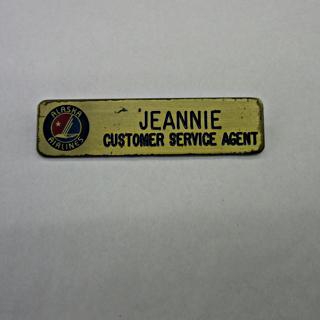 ALASKA
AIRLINES
JEANNIE
CUSTOMER SERVICE AGENT